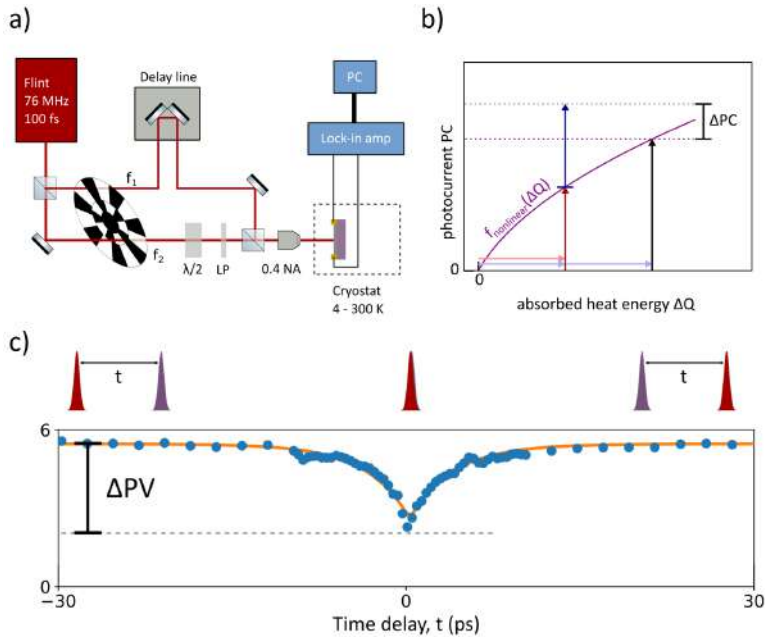 a)
Flint
76 MHz
100 fs
Delay line
PC
Lock-in amp
f1
f2
λ/2
LP
0.4 NA
Cryostat
4 - 300 K
b)
photocurrent PC
ΔPC
fnonlinear(ΔQ)
0
0
absorbed heat energy ΔQ
c)
t
t
6
ΔPV
0
−30
0
30
Time delay, t (ps)